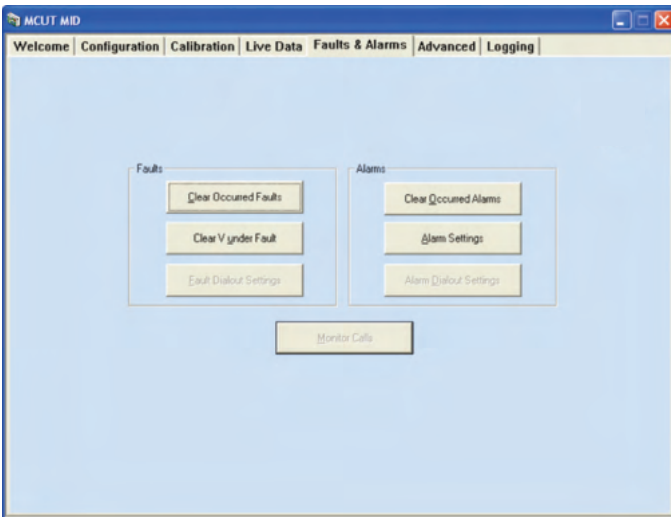 MCUT MID
Welcome Configuration Calibration Live Data Faults & Alarms Advanced Logging
Faults
Clear Occurred Faults
Clear V under Fault
Fault Dialout Settings
Alarms
Clear Occurred Alarms
Alarm Settings
Alarm Dialout Settings
Monitor Calls